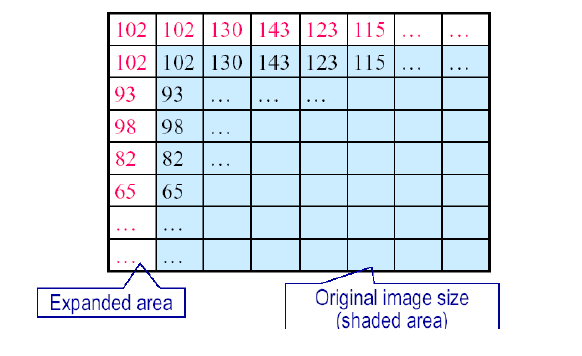 102 102 130 143 123 115 ... ...
102 102 130 143 123 115 ... ...
93 93 ... ... ...
98 98 ...
82 82 ...
65 65
... ...
... ...
Expanded area
Original image size
(shaded area)